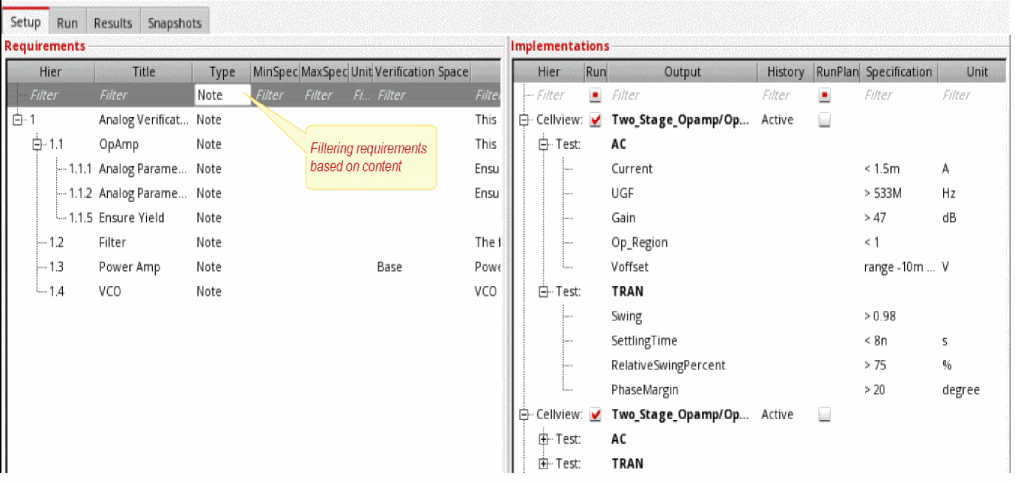 Setup Run Results Snapshots
Requirements Implementations
Hier Title Type MinSpec MaxSpec Unit Verification Space
Filter Filter Note Filter Filter Fi... Filter Filter
1 Analog Verificat... Note This
1.1 OpAmp Note This
1.1.1 Analog Parame... Note Ensu
1.1.2 Analog Parame... Note Ensu
1.1.5 Ensure Yield Note
1.2 Filter Note The f
1.3 Power Amp Note Base Powe
1.4 VCO Note VCO
Filtering requirements
based on content
Hier Run Output History RunPlan Specification Unit
Filter Filter Filter Filter Filter
Cellview: Two_Stage_Opamp/Op... Active
Test: AC
Current < 1.5m A
UGF > 533M Hz
Gain > 47 dB
Op_Region < 1
Voffset range -10m ... V
Test: TRAN
Swing > 0.98
SettlingTime < 8n s
RelativeSwingPercent > 75 %
PhaseMargin > 20 degree
Cellview: Two_Stage_Opamp/Op... Active
Test: AC
Test: TRAN